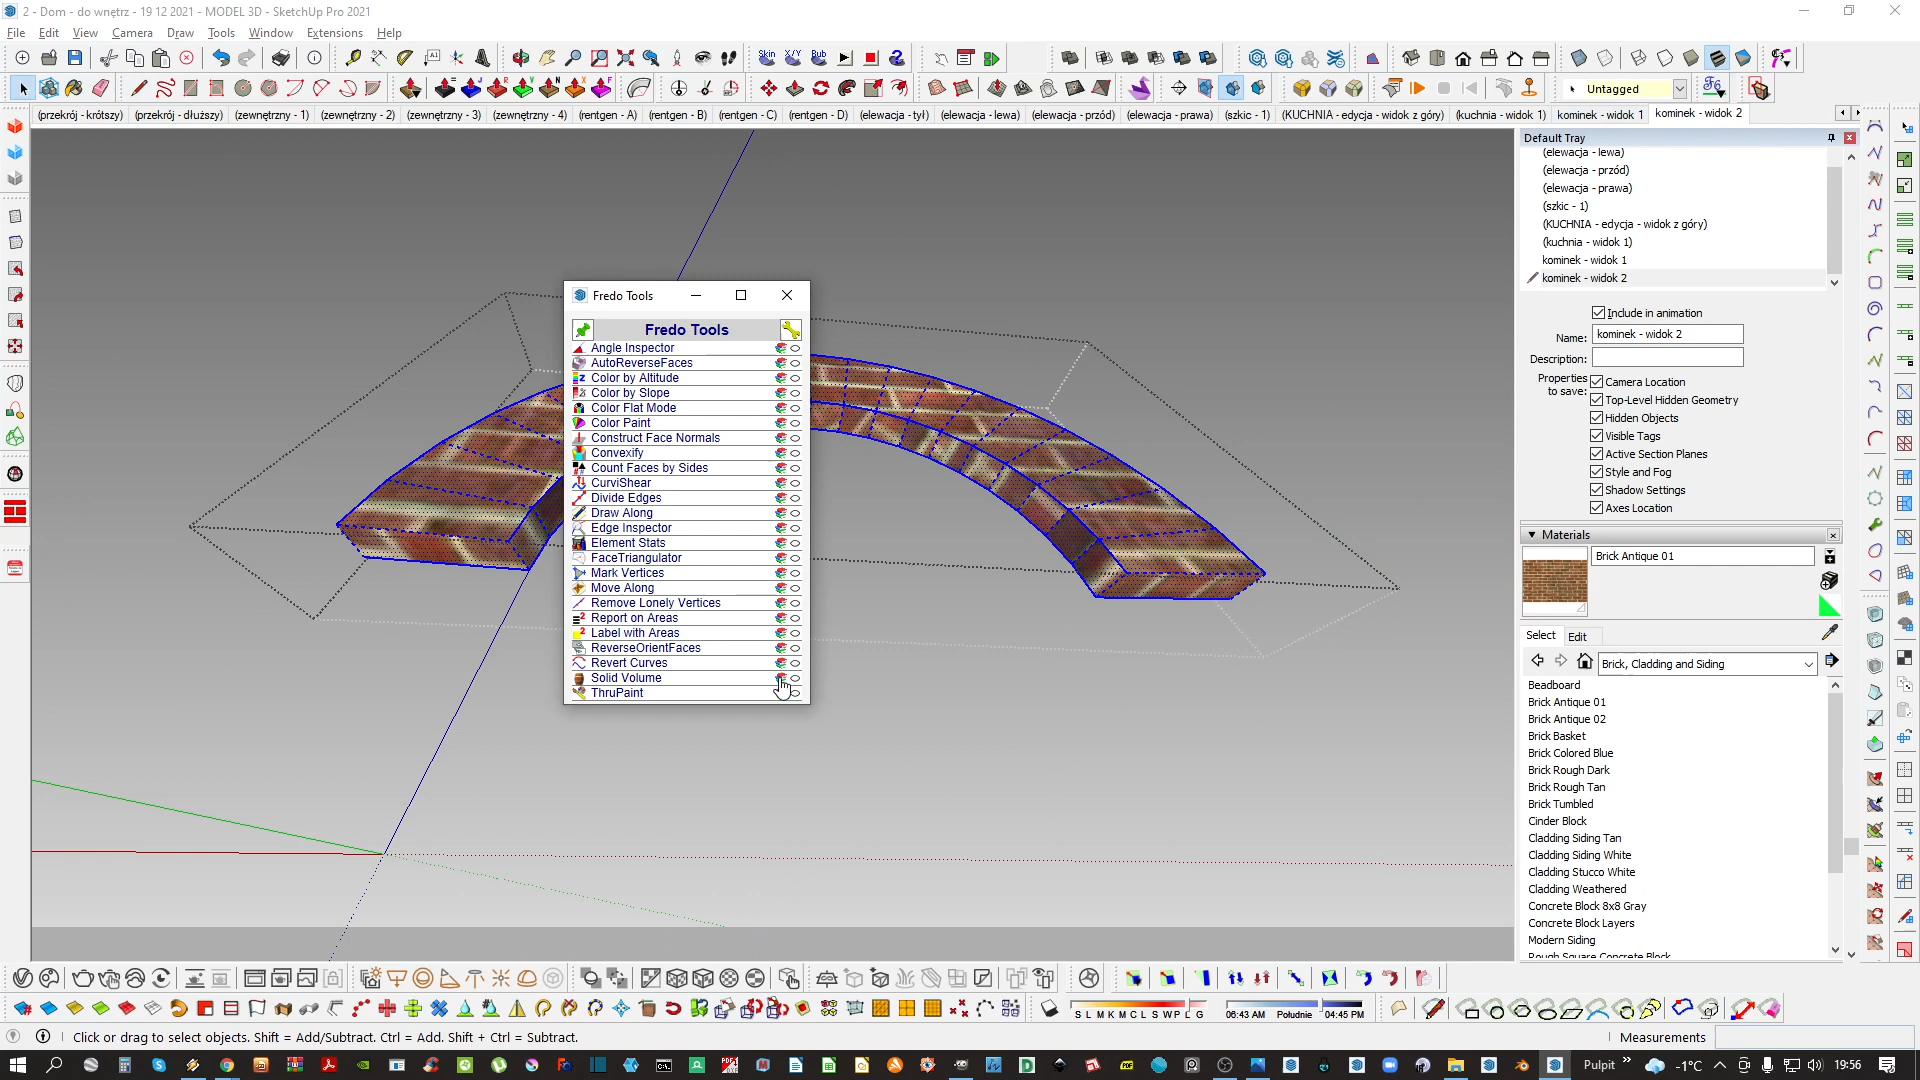 2 - Dom - do wnętrz - 19 12 2021 - MODEL 3D - SketchUp Pro 2021
File Edit View Camera Draw Tools Window Extensions Help
Skin X/Y Bub
Untagged
(przekrój - krótszy) (przekrój - dłuższy) (zewnętrzny - 1) (zewnętrzny - 2) (zewnętrzny - 3) (zewnętrzny - 4) (rentgen - A) (rentgen - B) (rentgen - C) (rentgen - D) (elewacja - tył) (elewacja - lewa) (elewacja - przód) (elewacja - prawa) (szkic - 1) (KUCHNIA - edycja - widok z góry) (kuchnia - widok 1) kominek - widok 1 kominek - widok 2
Default Tray
(elewacja - lewa)
(elewacja - przód)
(elewacja - prawa)
(szkic - 1)
(KUCHNIA - edycja - widok z góry)
(kuchnia - widok 1)
kominek - widok 1
kominek - widok 2
Include in animation
Name: kominek - widok 2
Description:
Properties to save:
Camera Location
Top-Level Hidden Geometry
Hidden Objects
Visible Tags
Active Section Planes
Style and Fog
Shadow Settings
Axes Location
Materials
Brick Antique 01
Select Edit
Brick, Cladding and Siding
Beadboard
Brick Antique 01
Brick Antique 02
Brick Basket
Brick Colored Blue
Brick Rough Dark
Brick Rough Tan
Brick Tumbled
Cinder Block
Cladding Siding Tan
Cladding Siding White
Cladding Stucco White
Cladding Weathered
Concrete Block 8x8 Gray
Concrete Block Layers
Modern Siding
Rough Square Concrete Block
Fredo Tools
Fredo Tools
Angle Inspector
AutoReverseFaces
Color by Altitude
Color by Slope
Color Flat Mode
Color Paint
Construct Face Normals
Convexify
Count Faces by Sides
CurviShear
Divide Edges
Draw Along
Edge Inspector
Element Stats
FaceTriangulator
Mark Vertices
Move Along
Remove Lonely Vertices
Report on Areas
Label with Areas
ReverseOrientFaces
Revert Curves
Solid Volume
ThruPaint
S L M K M C L S W P L G
06:43 AM Południe 04:45 PM
Click or drag to select objects. Shift = Add/Subtract. Ctrl = Add. Shift + Ctrl = Subtract.
Measurements
Pulpit
-1°C
19:56